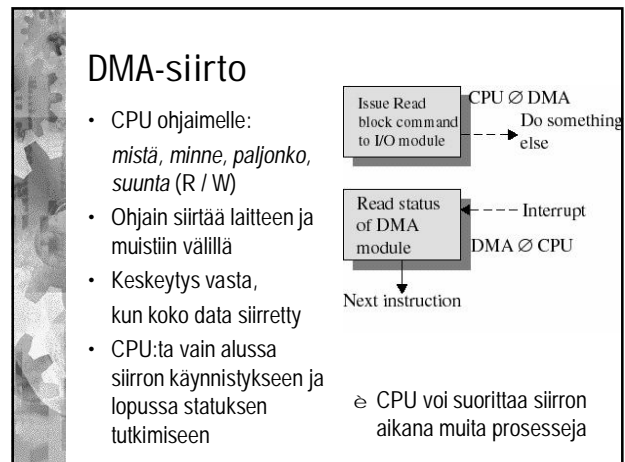 DMA-siirto
• CPU ohjaimelle:
mistä, minne, paljonko,
suunta (R / W)
• Ohjain siirtää laitteen ja
muistiin välillä
• Keskeytys vasta,
kun koko data siirretty
• CPU:ta vain alussa
siirron käynnistykseen ja
lopussa statuksen
tutkimiseen
Issue Read
block command
to I/O module
CPU Ø DMA
Do something
else
Read status
of DMA
module
Interrupt
DMA Ø CPU
Next instruction
è CPU voi suorittaa siirron
aikana muita prosesseja